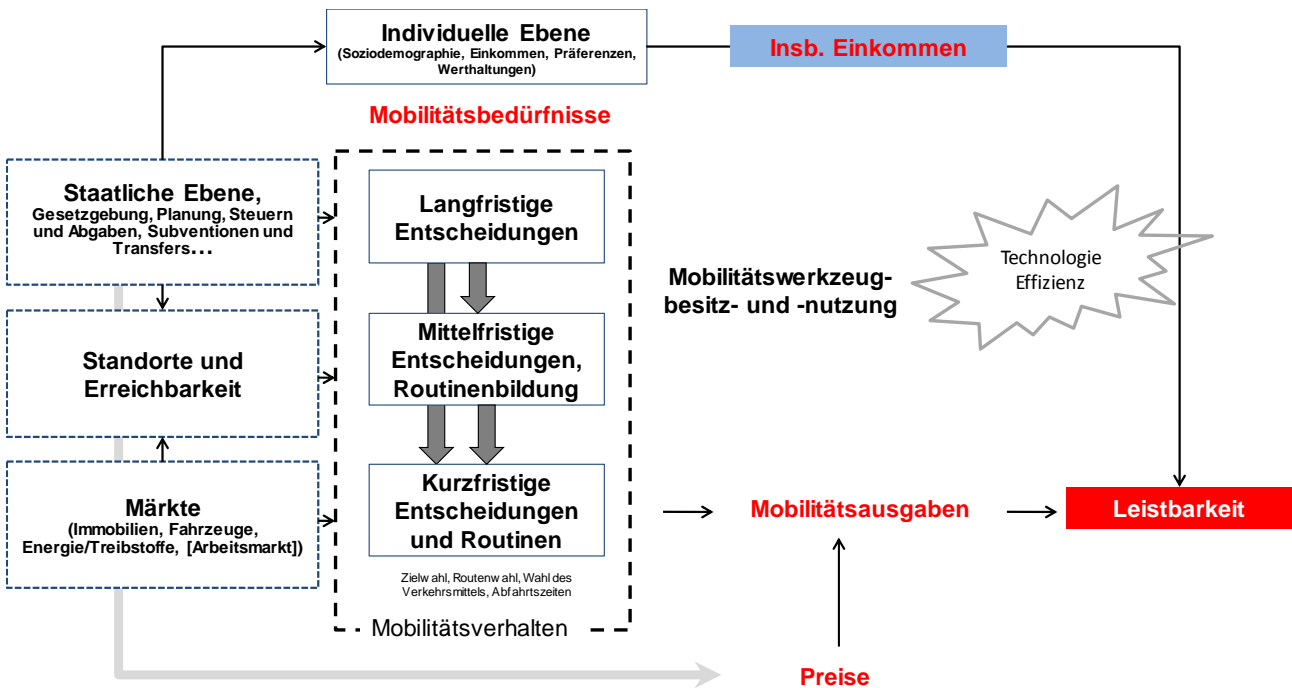 Individuelle Ebene
(Soziodemographie, Einkommen, Präferenzen,
Werthaltungen)
Insb. Einkommen
Mobilitätsbedürfnisse
Staatliche Ebene,
Gesetzgebung, Planung, Steuern
und Abgaben, Subventionen und
Transfers...
Langfristige
Entscheidungen
Technologie
Effizienz
Mobilitätswerkzeug-
besitz- und -nutzung
Standorte und
Erreichbarkeit
Mittelfristige
Entscheidungen,
Routinenbildung
Märkte
(Immobilien, Fahrzeuge,
Energie/Treibstoffe, [Arbeitsmarkt])
Kurzfristige
Entscheidungen
und Routinen
Mobilitätsausgaben
Leistbarkeit
Zielwahl, Routenwahl, Wahl des
Verkehrsmittels, Abfahrtszeiten
Mobilitätsverhalten
Preise